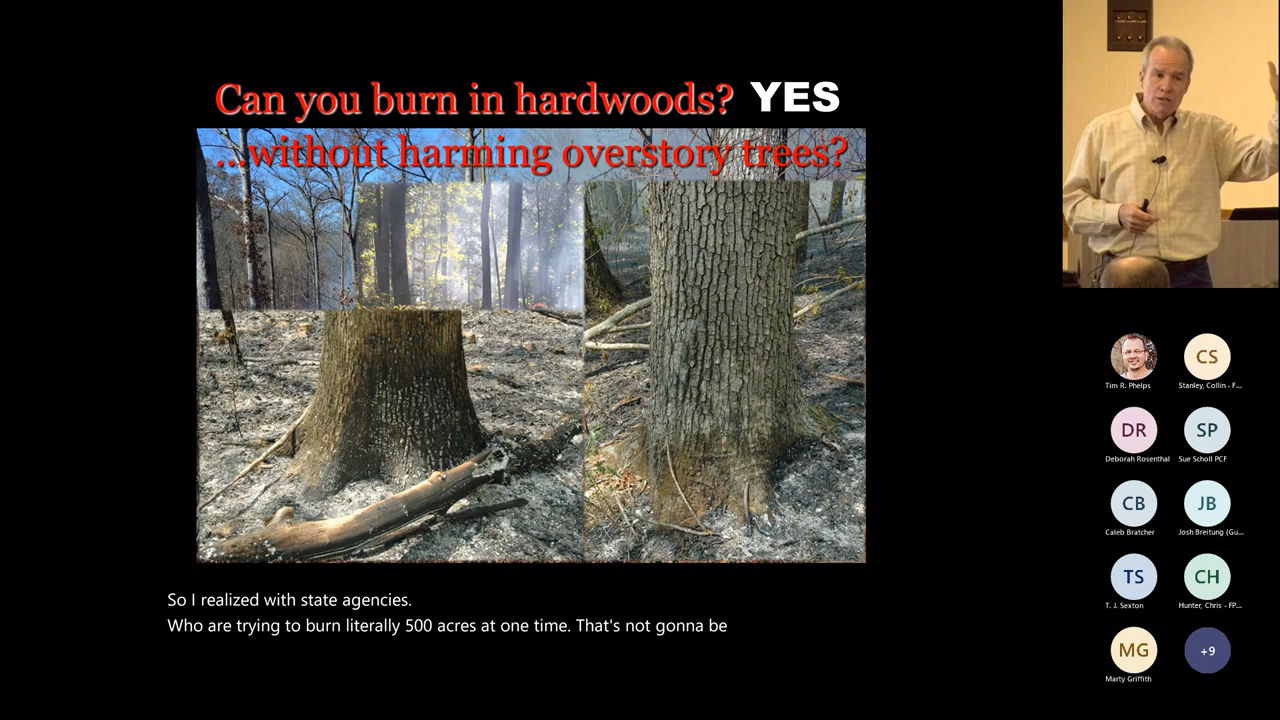 Can you burn in hardwoods? YES
...without harming overstory trees?
So I realized with state agencies.
Who are trying to burn literally 500 acres at one time. That's not gonna be
Tim R. Phelps
CS
Stanley, Collin - F...
DR
Deborah Rosenthal
SP
Sue Scholl PCF
CB
Caleb Bratcher
JB
Josh Breitung (Gu...
TS
T. J. Sexton
CH
Hunter, Chris - FP...
MG
Marty Griffith
+9